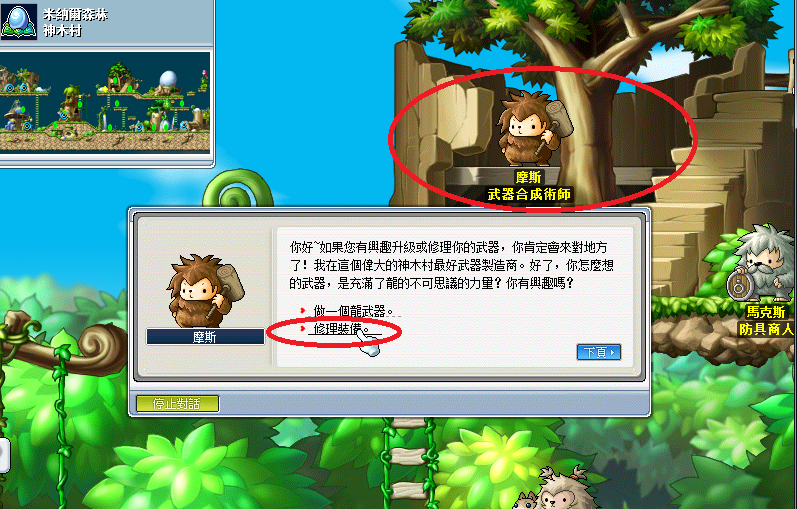 米納爾森林
神木村
摩斯
武器合成術師
你好~如果您有興趣升級或修理你的武器，你肯定會來對地方
了！我在這個偉大的神木村最好武器製造商。好了，你怎麼想
的武器，是充滿了龍的不可思議的力量？你有興趣嗎？
做一個龍武器。
修理裝備。
摩斯
下頁
停止對話
馬克斯
防具商人